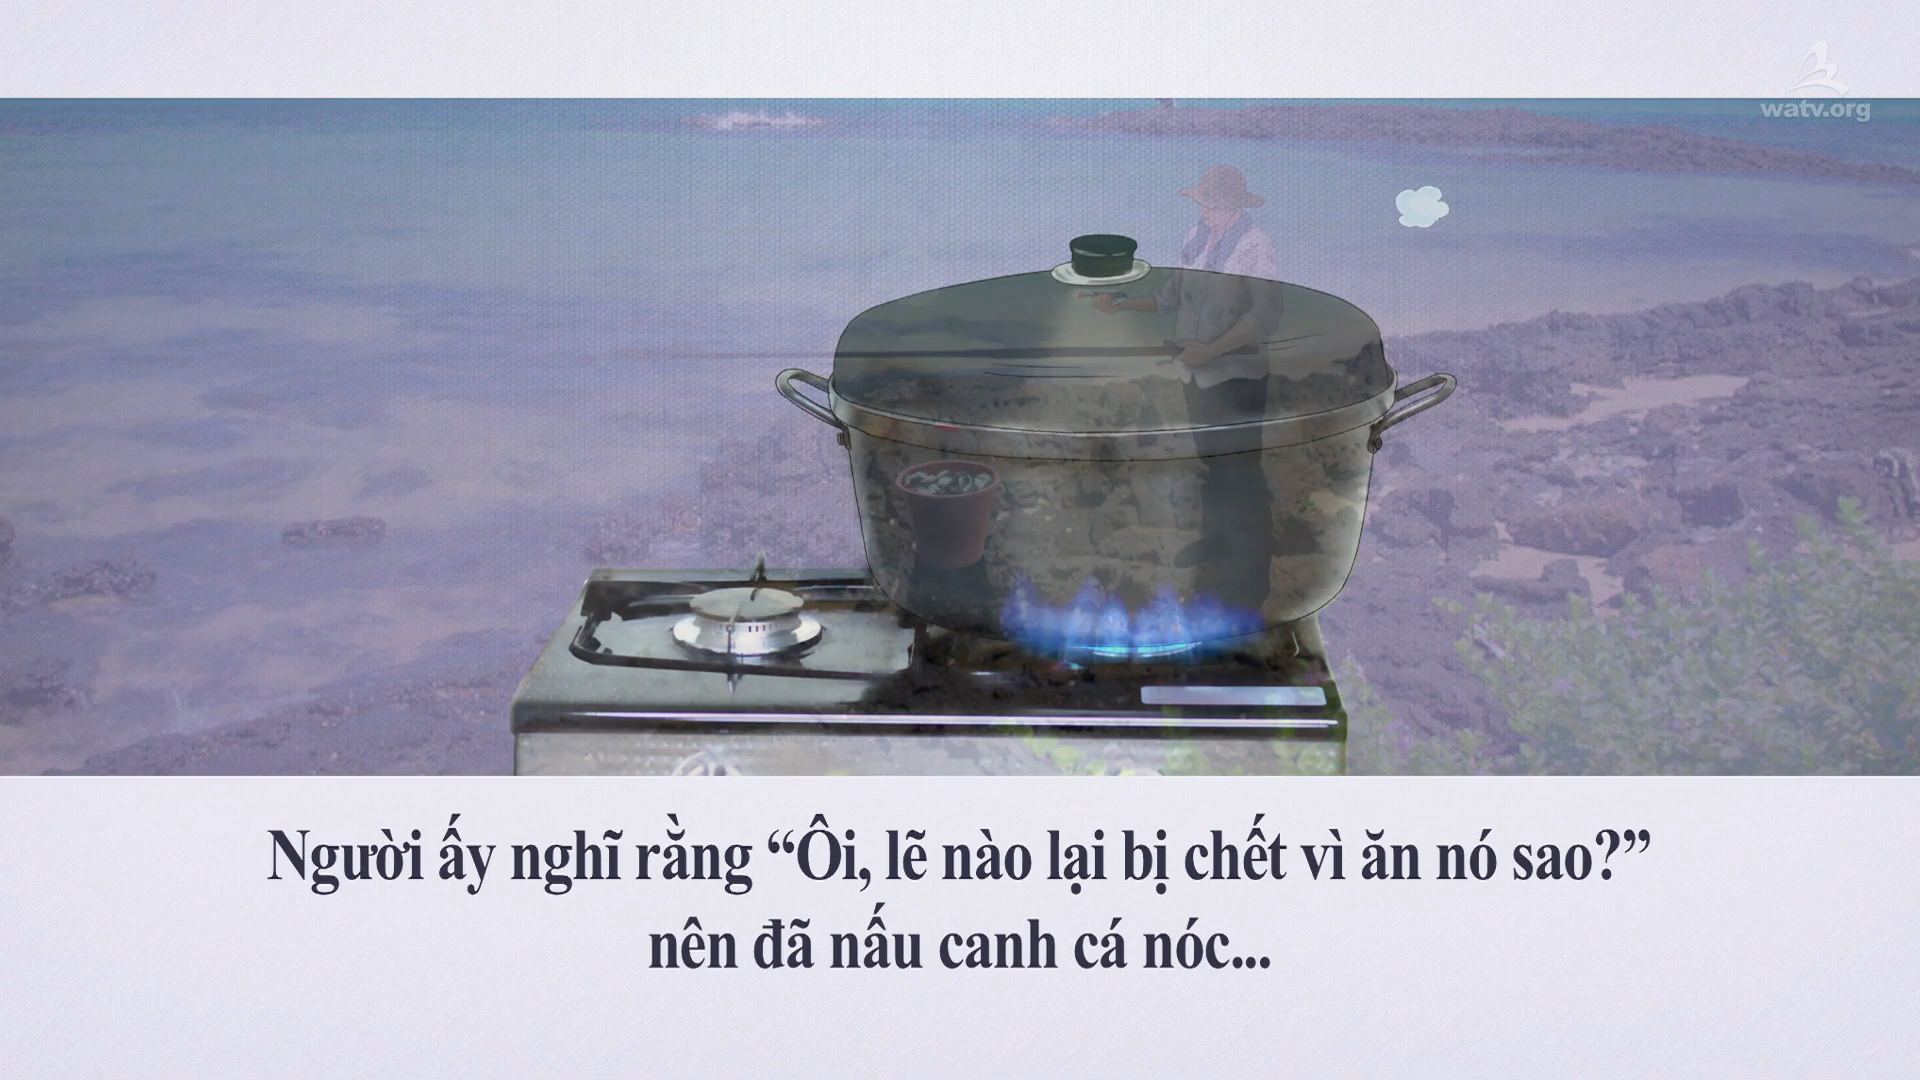 watv.org
Người ấy nghĩ rằng “Ôi, lẽ nào lại bị chết vì ăn nó sao?”
nên đã nấu canh cá nóc...